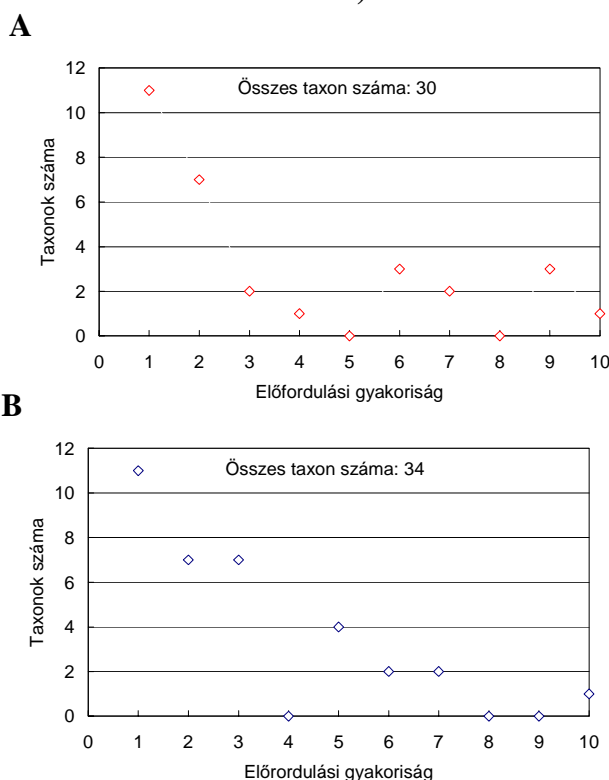 )
A
12
10
8
6
4
2
0
Taxonok száma
Összes taxon száma: 30
0 1 2 3 4 5 6 7 8 9 10
Előfordulási gyakoriság
B
12
10
8
6
4
2
0
Taxonok száma
Összes taxon száma: 34
0 1 2 3 4 5 6 7 8 9 10
Előrordulási gyakoriság